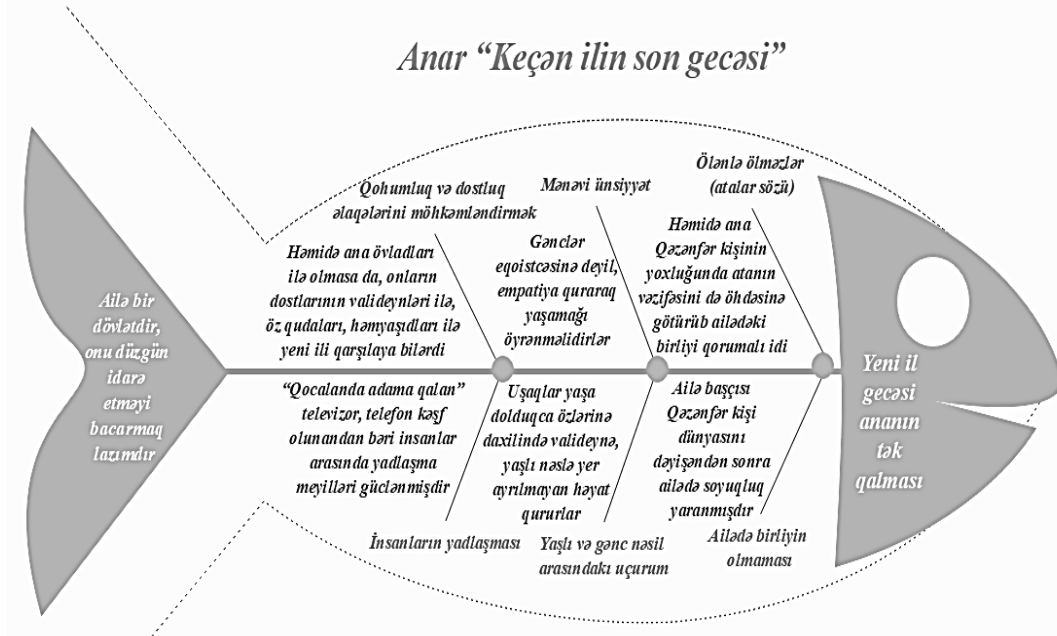 Anar “Keçən ilin son gecəsi”
Qohumluq və dostluq
əlaqələrini möhkəmləndirmək
Mənəvi ünsiyyət
Ölənlə ölməzlər
(atalar sözü)
Həmidə ana övladları
ilə olmasa da, onların
dostlarının valideynləri ilə,
öz qudaları, həmyaşıdları ilə
yeni ili qarşılaya bilərdi
Gənclər
eqoistcəsinə deyil,
empatiya quraraq
yaşamağı
öyrənməlidirlər
Həmidə ana
Qəzənfər kişinin
yoxluğunda atanın
vəzifəsini də öhdəsinə
götürüb ailədəki
birliyi qorumalı idi
Ailə bir
dövlətdir,
onu düzgün
idarə
etməyi
bacarmaq
lazımdır
Yeni il
gecəsi
ananın
tək
qalması
“Qocalanda adama qalan”
televizor, telefon kəşf
olunandan bəri insanlar
arasında yadlaşma
meyilləri güclənmişdir
Uşaqlar yaşa
dolduqca özlərinə
daxilində valideynə,
yaşlı nəslə yer
ayrılmayan həyat
qururlar
Ailə başçısı
Qəzənfər kişi
dünyasını
dəyişəndən sonra
ailədə soyuqluq
yaranmışdır
İnsanların yadlaşması
Yaşlı və gənc nəsil
arasındakı uçurum
Ailədə birliyin
olmaması